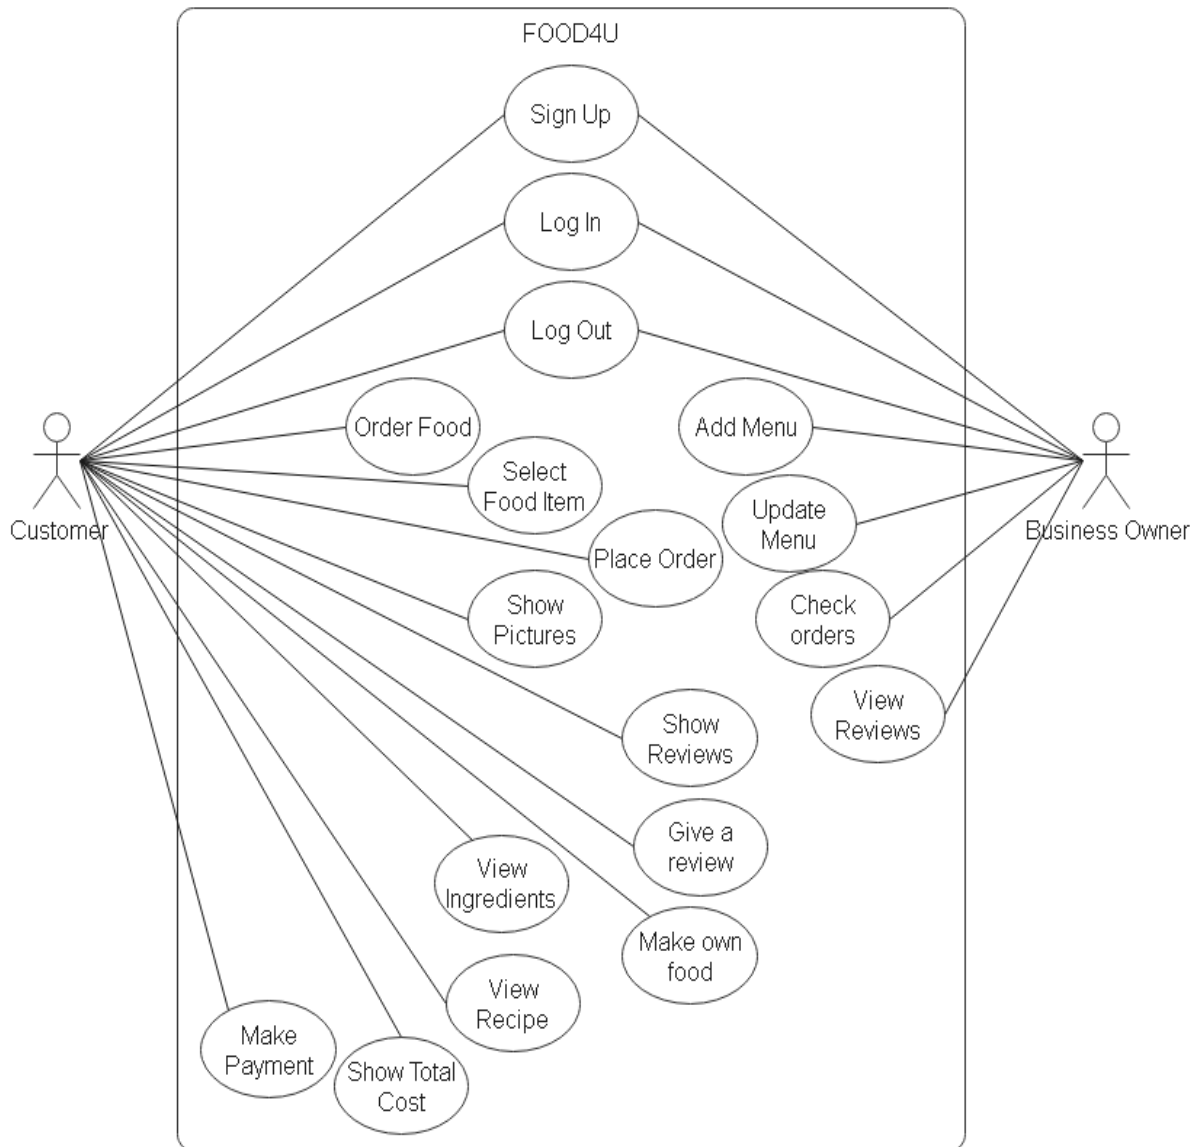 FOOD4U
Sign Up
Log In
Log Out
Order Food
Add Menu
Select
Food Item
Update
Menu
Customer
Business Owner
Place Order
Show
Pictures
Check
orders
Show
Reviews
View
Reviews
Give a
review
View
Ingredients
Make own
food
View
Recipe
Make
Payment
Show Total
Cost